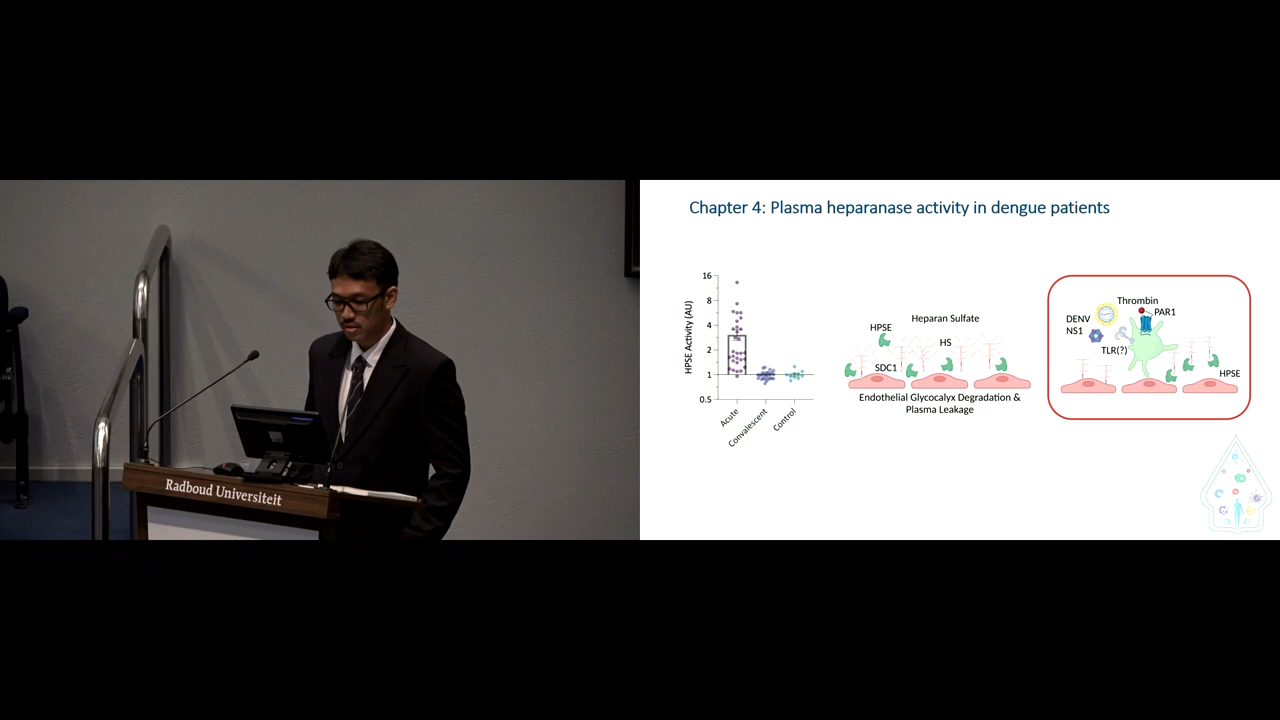 Radboud Universiteit
Chapter 4: Plasma heparanase activity in dengue patients
HPSE Activity (AU)
16
8
4
2
1
0.5
Acute
Convalescent
Control
Heparan Sulfate
HPSE
HS
SDC1
Endothelial Glycocalyx Degradation &
Plasma Leakage
Thrombin
PAR1
DENV
NS1
TLR(?)
HPSE